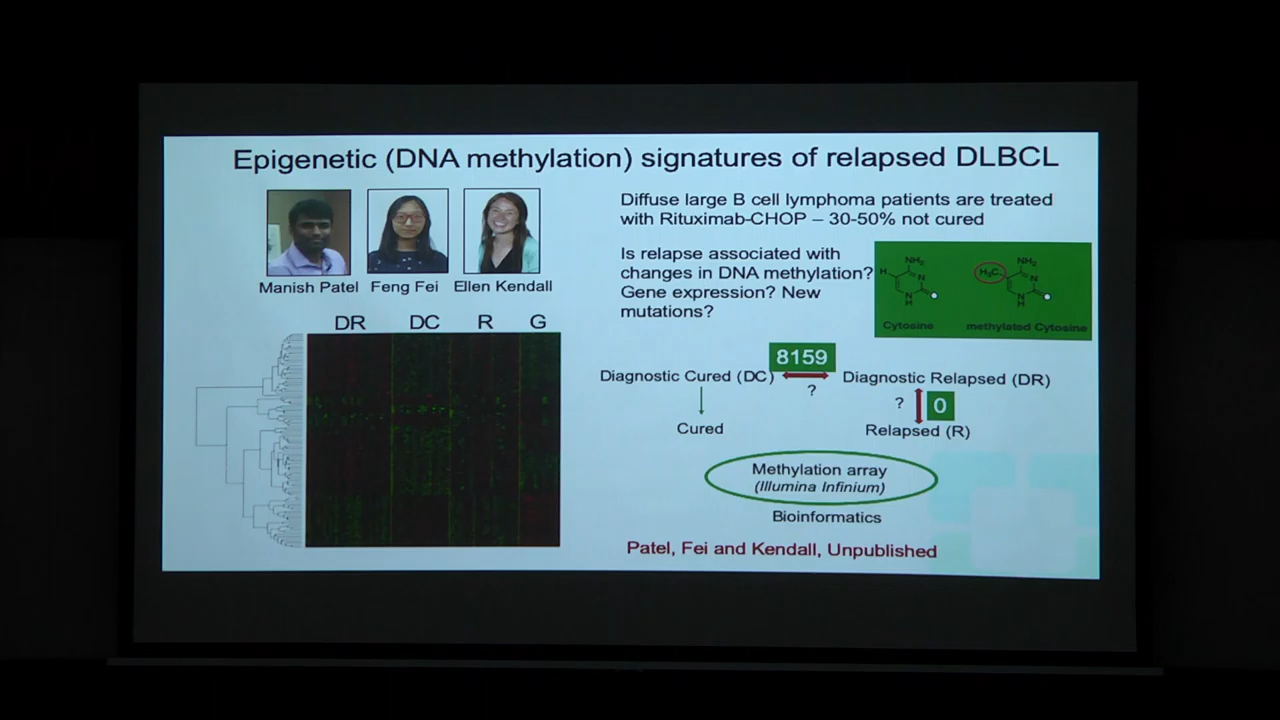 Epigenetic (DNA methylation) signatures of relapsed DLBCL
Manish Patel Feng Fei Ellen Kendall
DR DC R G
Diffuse large B cell lymphoma patients are treated
with Rituximab-CHOP – 30-50% not cured
Is relapse associated with
changes in DNA methylation?
Gene expression? New
mutations?
NH₂
H
N
N
H
Cytosine
NH₂
H₃C
N
N
H
methylated Cytosine
8159
Diagnostic Cured (DC)
?
Diagnostic Relapsed (DR)
?
0
Cured
Relapsed (R)
Methylation array
(Illumina Infinium)
Bioinformatics
Patel, Fei and Kendall, Unpublished